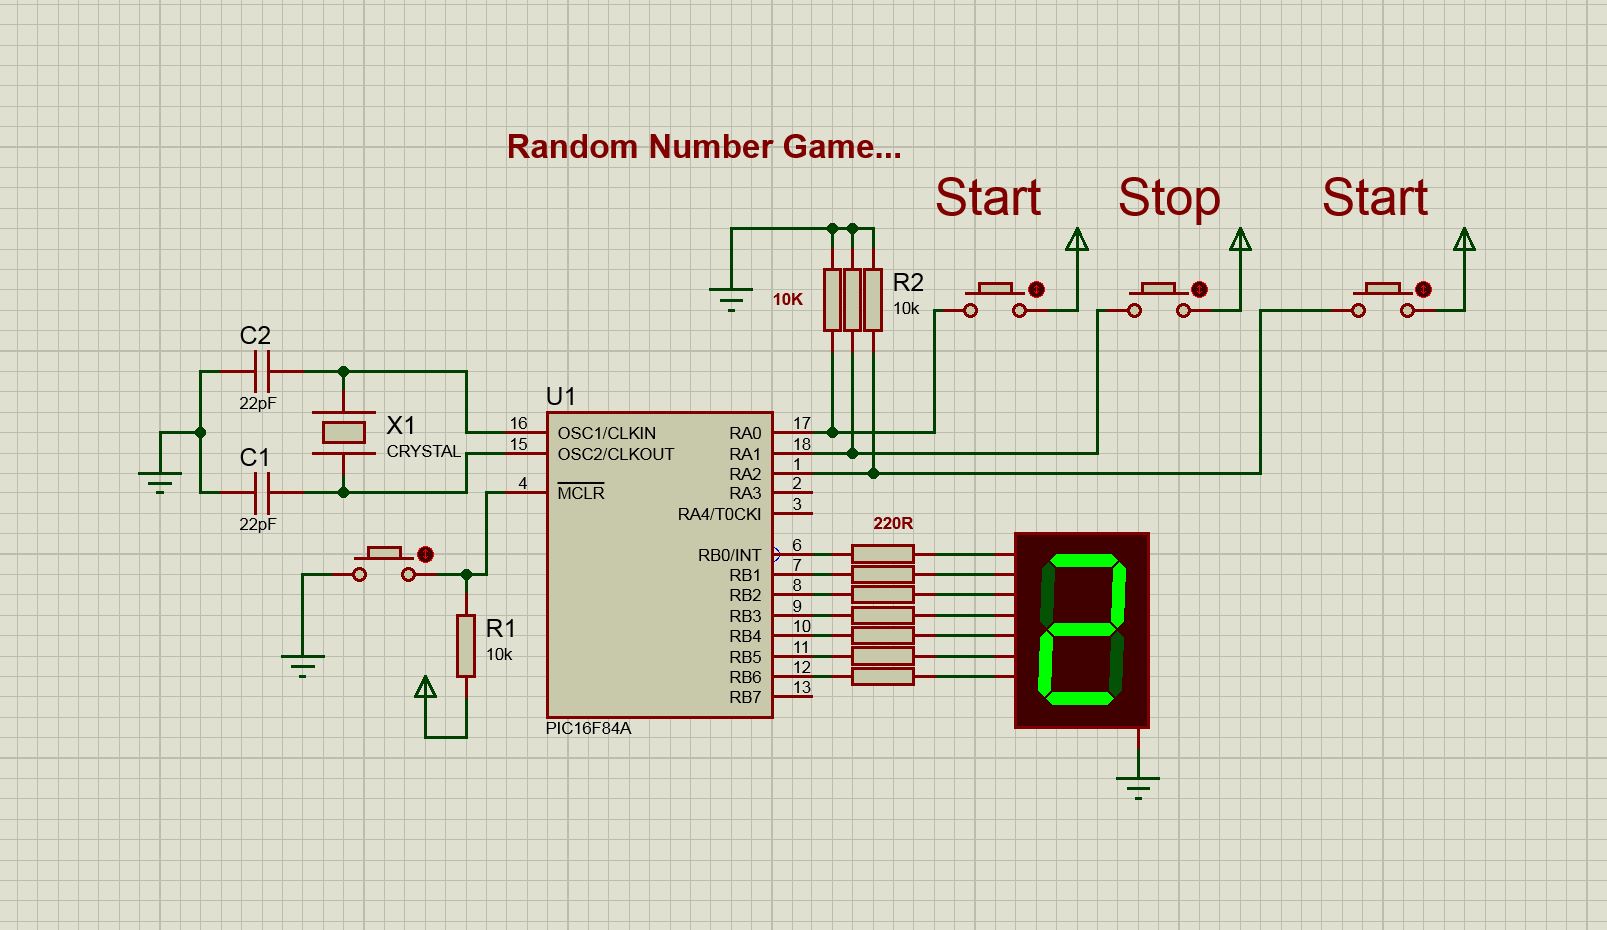 Random Number Game...
Start
Stop
Start
10K
R2
10k
C2
22pF
X1
CRYSTAL
C1
22pF
U1
16
OSC1/CLKIN
15
OSC2/CLKOUT
4
MCLR
RA0
17
RA1
18
RA2
1
RA3
2
RA4/T0CKI
3
RB0/INT
6
RB1
7
RB2
8
RB3
9
RB4
10
RB5
11
RB6
12
RB7
13
220R
R1
10k
PIC16F84A
2